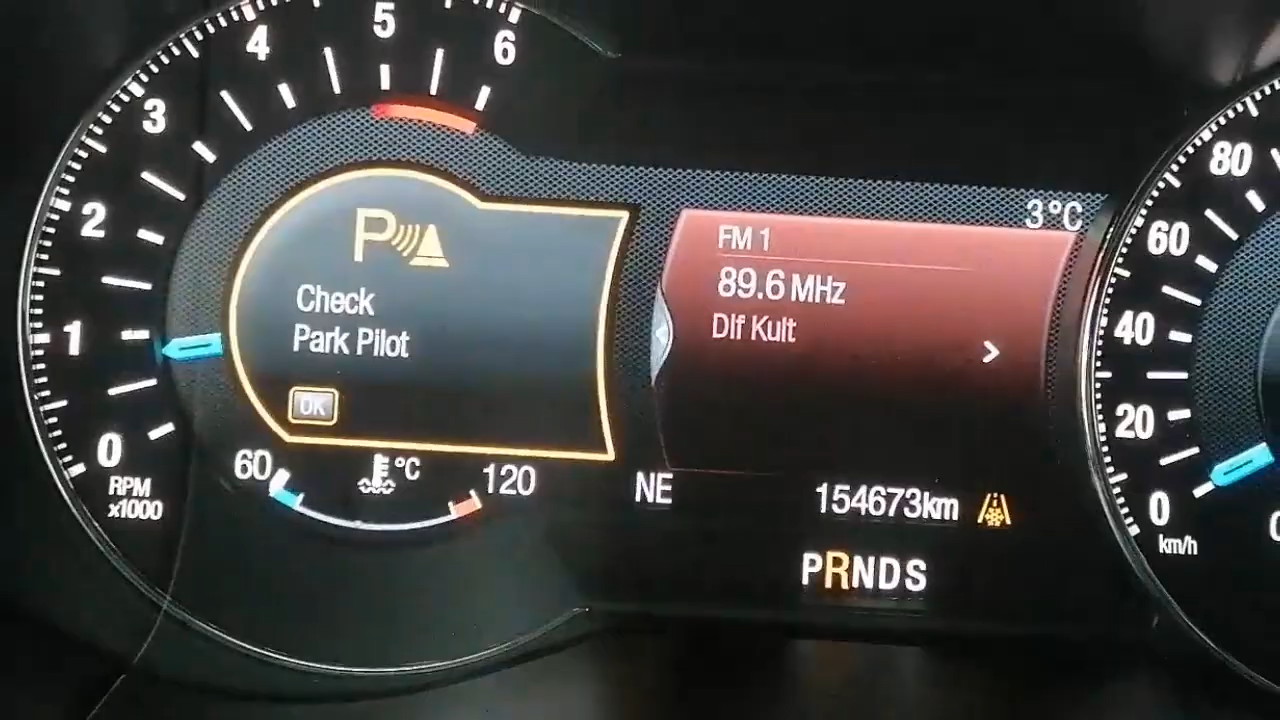 0
1
2
3
4
5
6
RPM
x1000
P
Check
Park Pilot
OK
60
°C
120
FM 1
89.6 MHz
Dlf Kult
3°C
NE
154673km
PRNDS
80
60
40
20
0
km/h